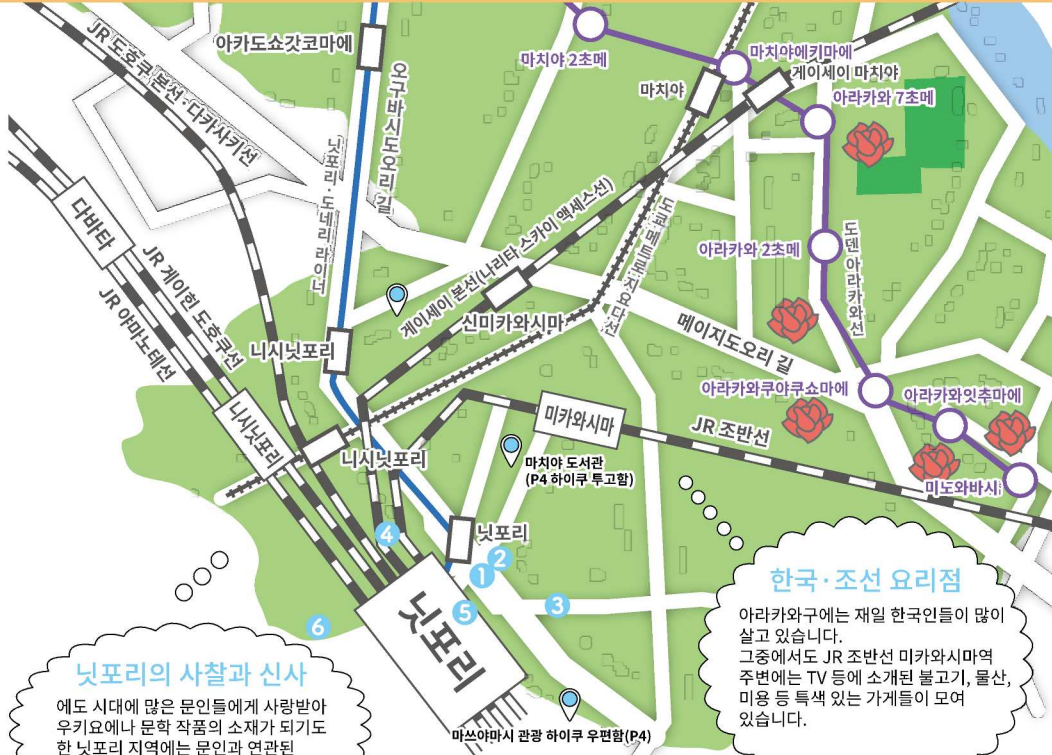 JR 도호쿠 본선·다카사키선
아카도쇼갓코마에
오구바시도오리 길
닛포리·도네리 라이너
마치야 2초메
마치야에키마에
게이세이 마치야
마치야
아라카와 7초메
다바타
JR 게이힌 도호쿠선
JR 야마노테선
게이세이 본선(나리타 스카이 액세스선)
도쿄 메트로 지요다선
아라카와 2초메
도덴 아라카와선
신미카와시마
메이지도오리 길
니시닛포리
아라카와쿠야쿠쇼마에
아라카와잇추마에
니시닛포리
미카와시마
JR 조반선
니시닛포리
마치야 도서관
(P4 하이쿠 투고함)
미노와바시
닛포리
4
2
1
3
5
6
닛포리
한국·조선 요리점
아라카와구에는 재일 한국인들이 많이
살고 있습니다.
그중에서도 JR 조반선 미카와시마역
주변에는 TV 등에 소개된 불고기, 물산,
미용 등 특색 있는 가게들이 모여
있습니다.
닛포리의 사찰과 신사
에도 시대에 많은 문인들에게 사랑받아
우키요에나 문학 작품의 소재가 되기도
한 닛포리 지역에는 문인과 연관된
마쓰야마시 관광 하이쿠 우편함(P4)